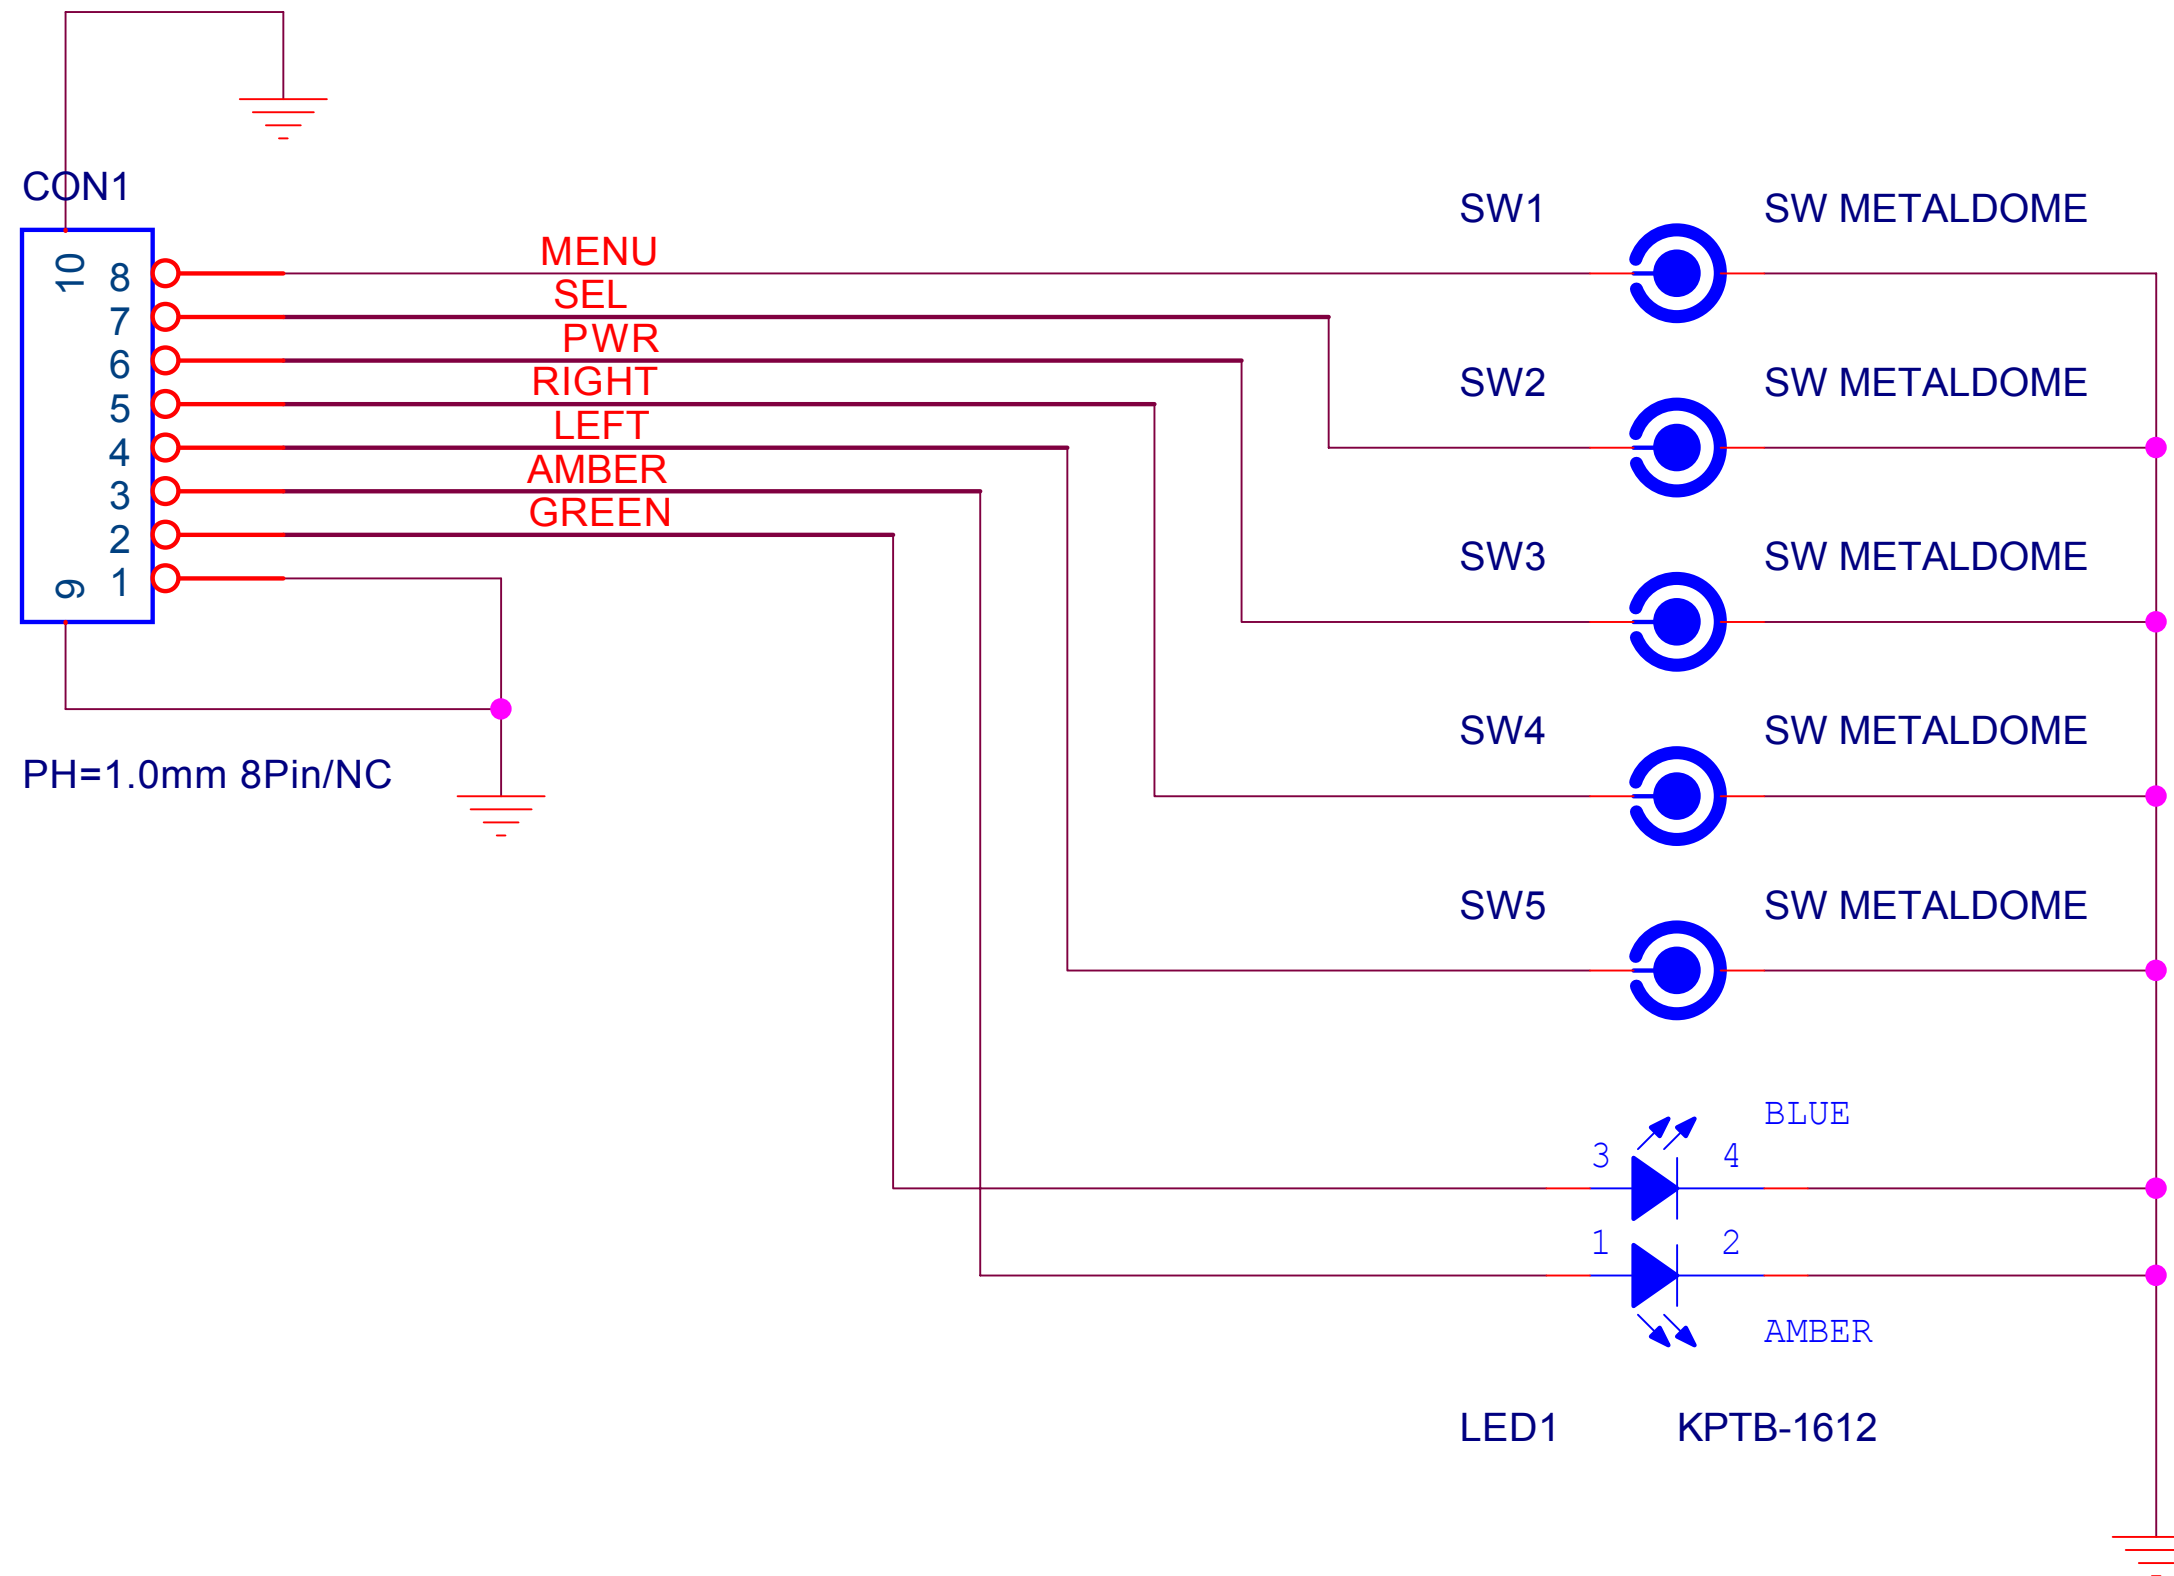 CON1
10
8
7
6
5
4
3
2
1
9
PH=1.0mm 8Pin/NC
MENU
SEL
PWR
RIGHT
LEFT
AMBER
GREEN
SW1 SW METALDOME
SW2 SW METALDOME
SW3 SW METALDOME
SW4 SW METALDOME
SW5 SW METALDOME
BLUE
3 4
1 2
AMBER
LED1 KPTB-1612